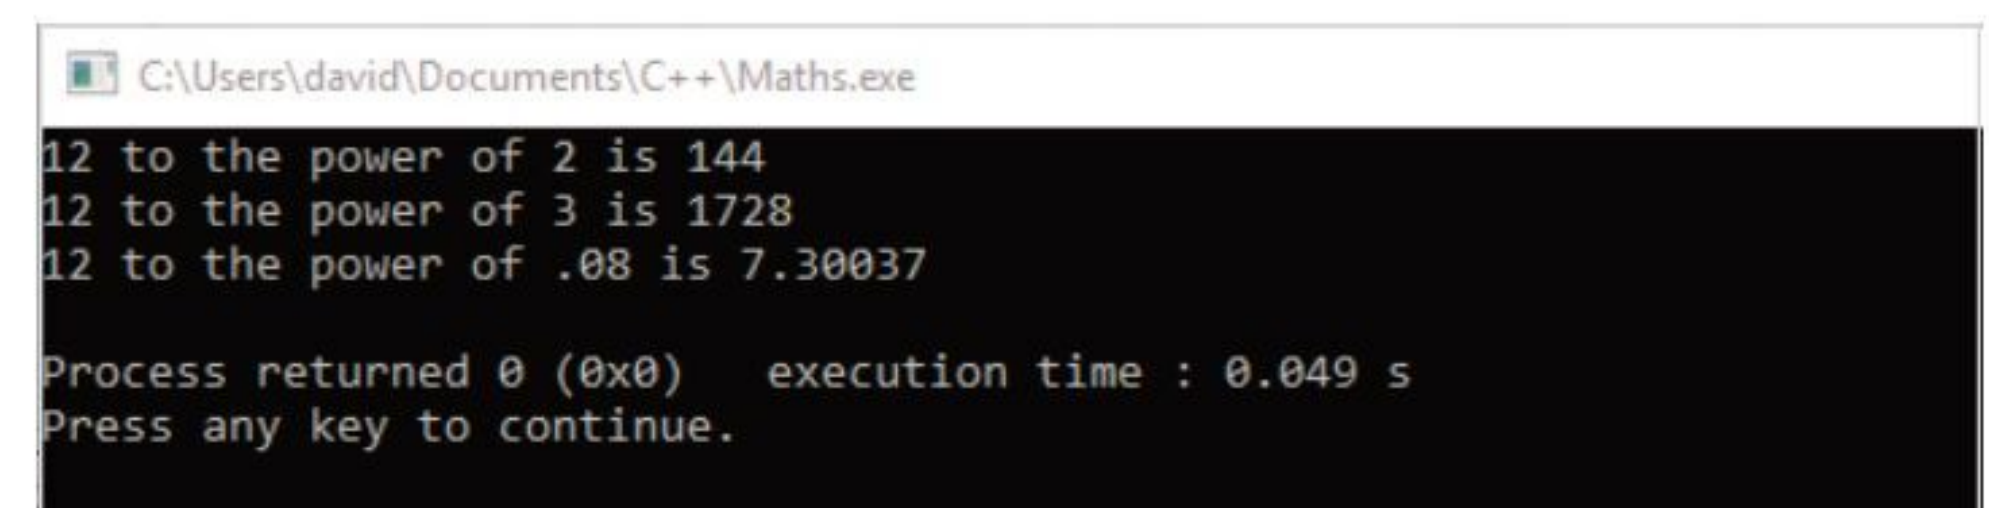 C:\Users\david\Documents\C++\Maths.exe
12 to the power of 2 is 144
12 to the power of 3 is 1728
12 to the power of .08 is 7.30037
Process returned 0 (0x0)   execution time : 0.049 s
Press any key to continue.